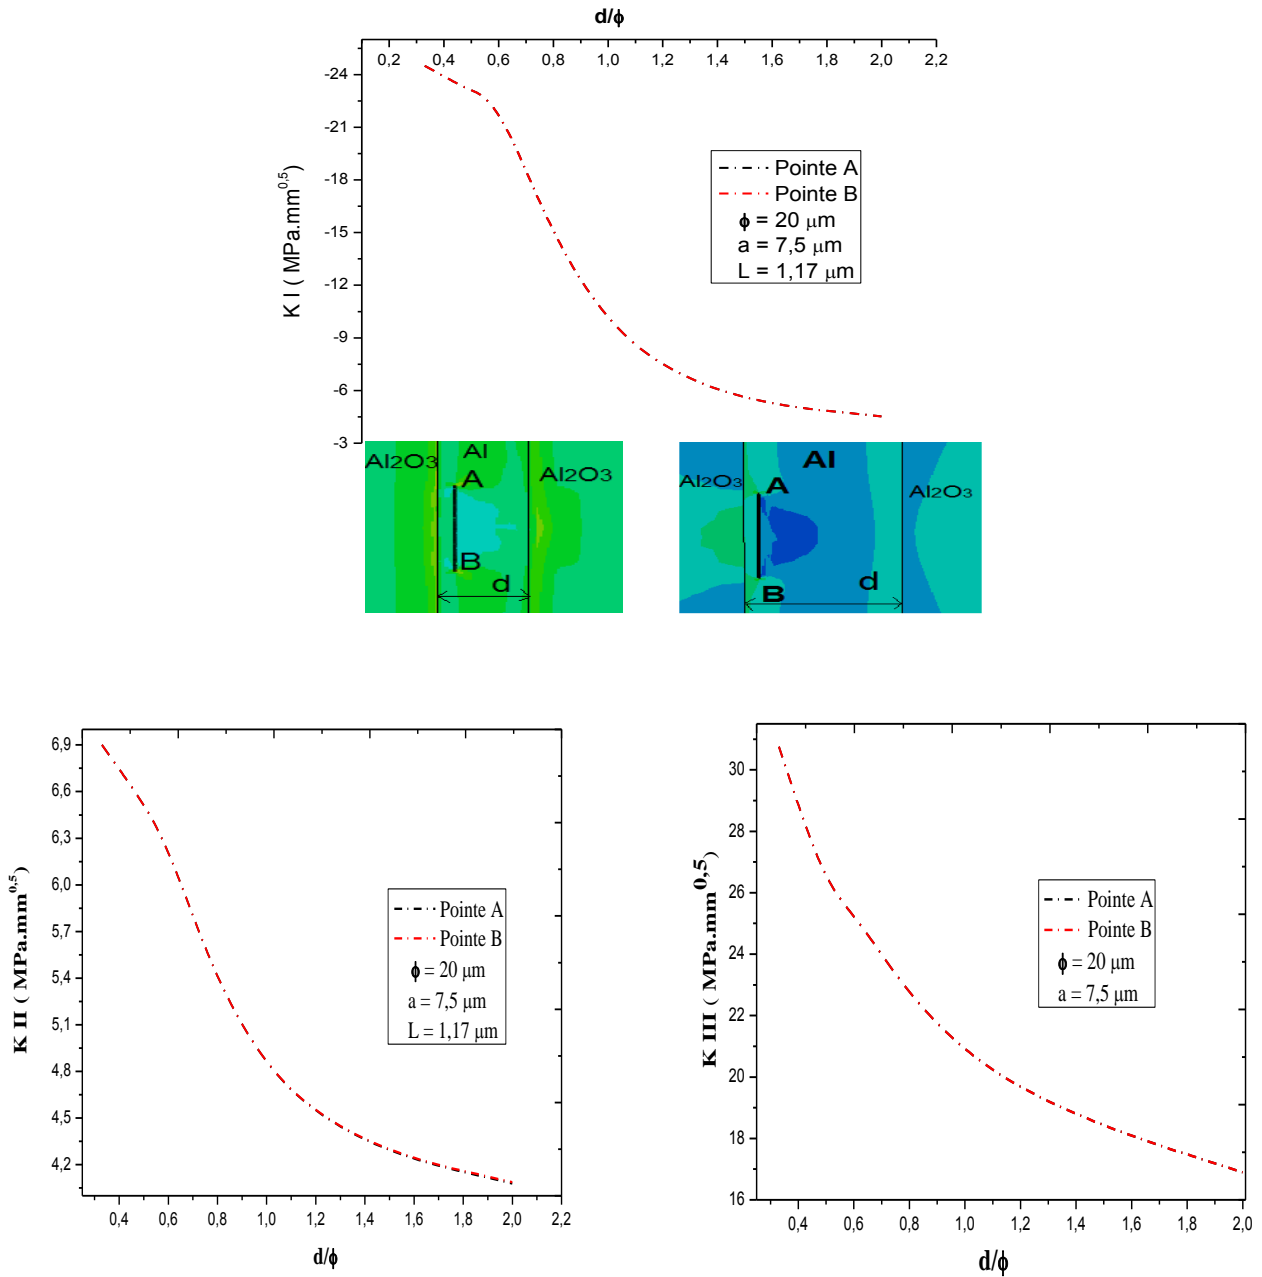 d/ϕ
0,2 0,4 0,6 0,8 1,0 1,2 1,4 1,6 1,8 2,0 2,2
-24
-21
-18
-15
-12
-9
-6
-3
K I ( MPa.mm0,5)
Pointe A
Pointe B
ϕ = 20 μm
a = 7,5 μm
L = 1,17 μm
Al2O3 Al Al2O3
A
B
d
Al2O3 Al Al2O3
A
B
d
6,9
6,6
6,3
6,0
5,7
5,4
5,1
4,8
4,5
4,2
K II ( MPa.mm0,5)
Pointe A
Pointe B
ϕ = 20 μm
a = 7,5 μm
L = 1,17 μm
0,4 0,6 0,8 1,0 1,2 1,4 1,6 1,8 2,0 2,2
d/ϕ
30
28
26
24
22
20
18
16
K III ( MPa.mm0,5)
Pointe A
Pointe B
ϕ = 20 μm
a = 7,5 μm
0,4 0,6 0,8 1,0 1,2 1,4 1,6 1,8 2,0
d/ϕ